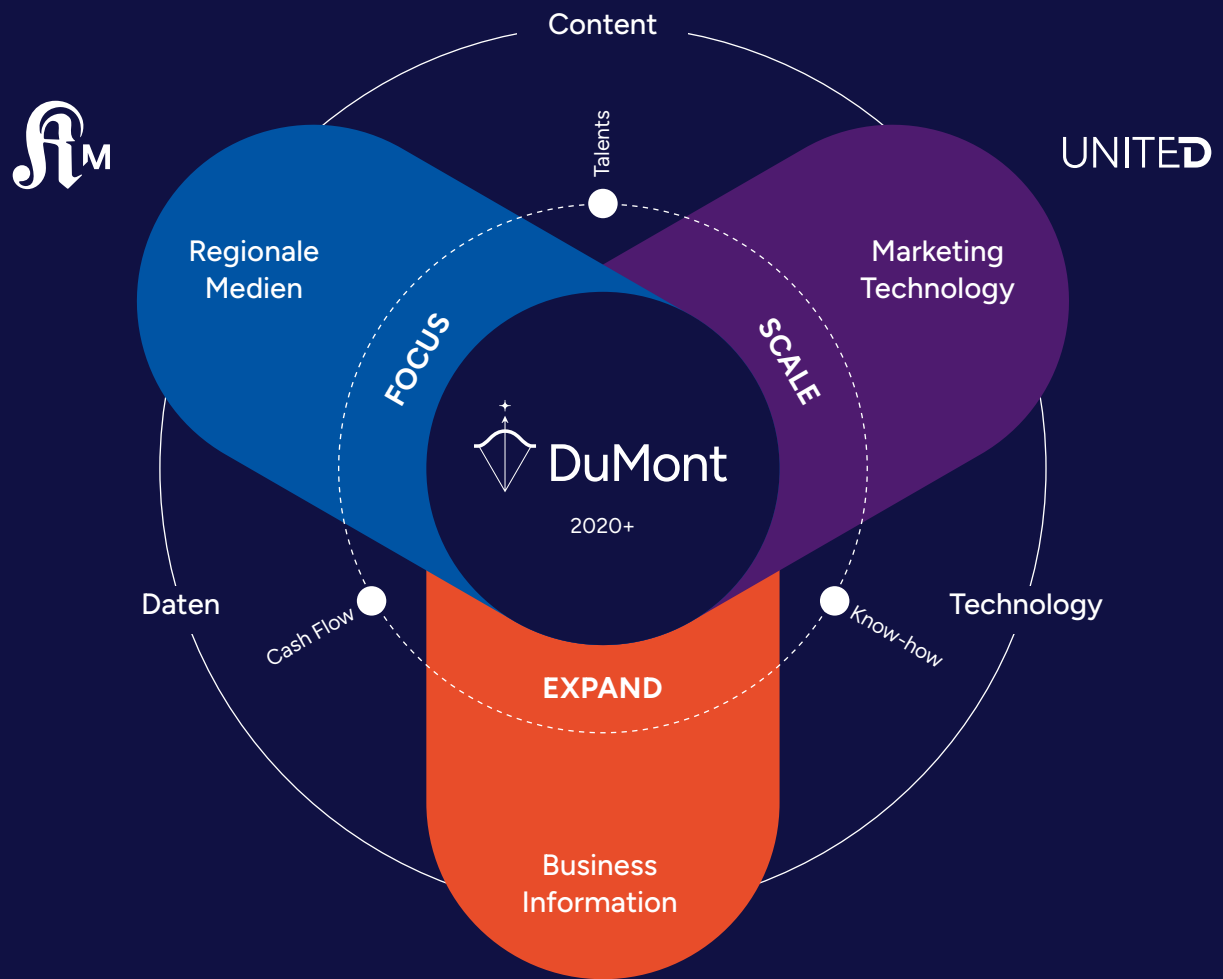 Content
Talents
M
UNITED
Regionale
Medien
Marketing
Technology
FOCUS
SCALE
DuMont
2020+
Daten
Technology
Cash Flow
Know-how
EXPAND
Business
Information